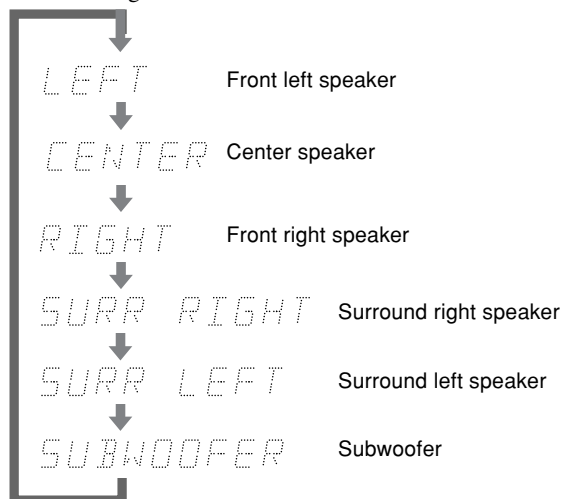 LEFT Front left speaker
CENTER Center speaker
RIGHT Front right speaker
SURR RIGHT Surround right speaker
SURR LEFT Surround left speaker
SUBWOOFER Subwoofer